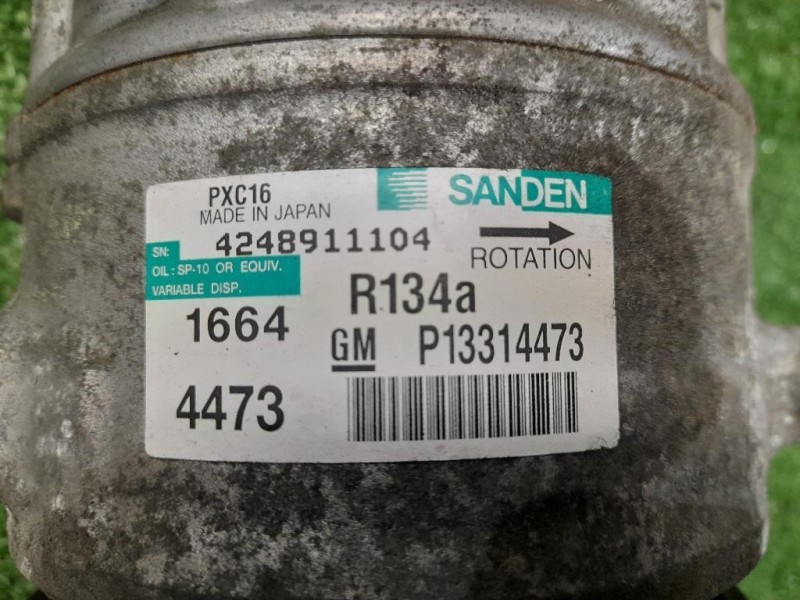 PXC16
MADE IN JAPAN
SANDEN
SN: 4248911104
ROTATION
OIL: SP-10 OR EQUIV.
VARIABLE DISP.
R134a
1664
GM P13314473
4473